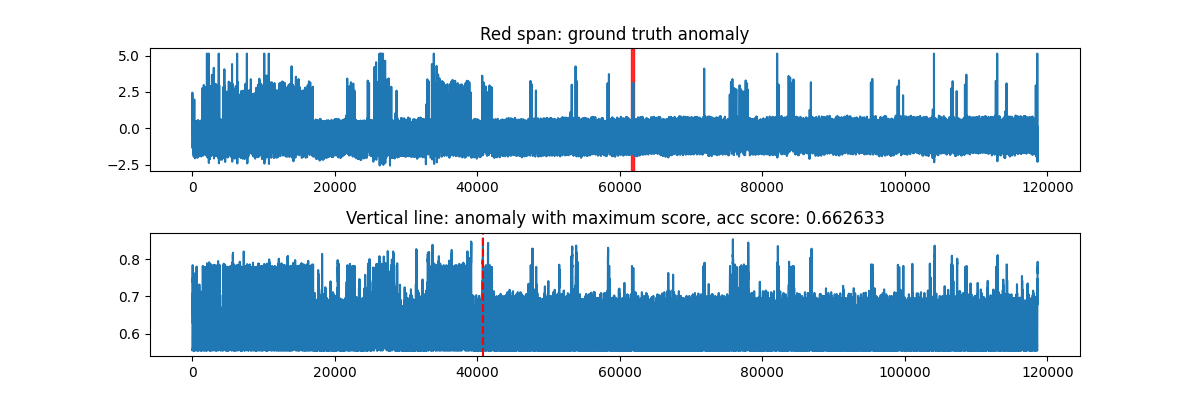 Red span: ground truth anomaly
5.0
2.5
0.0
−2.5
0 20000 40000 60000 80000 100000 120000
Vertical line: anomaly with maximum score, acc score: 0.662633
0.8
0.7
0.6
0 20000 40000 60000 80000 100000 120000